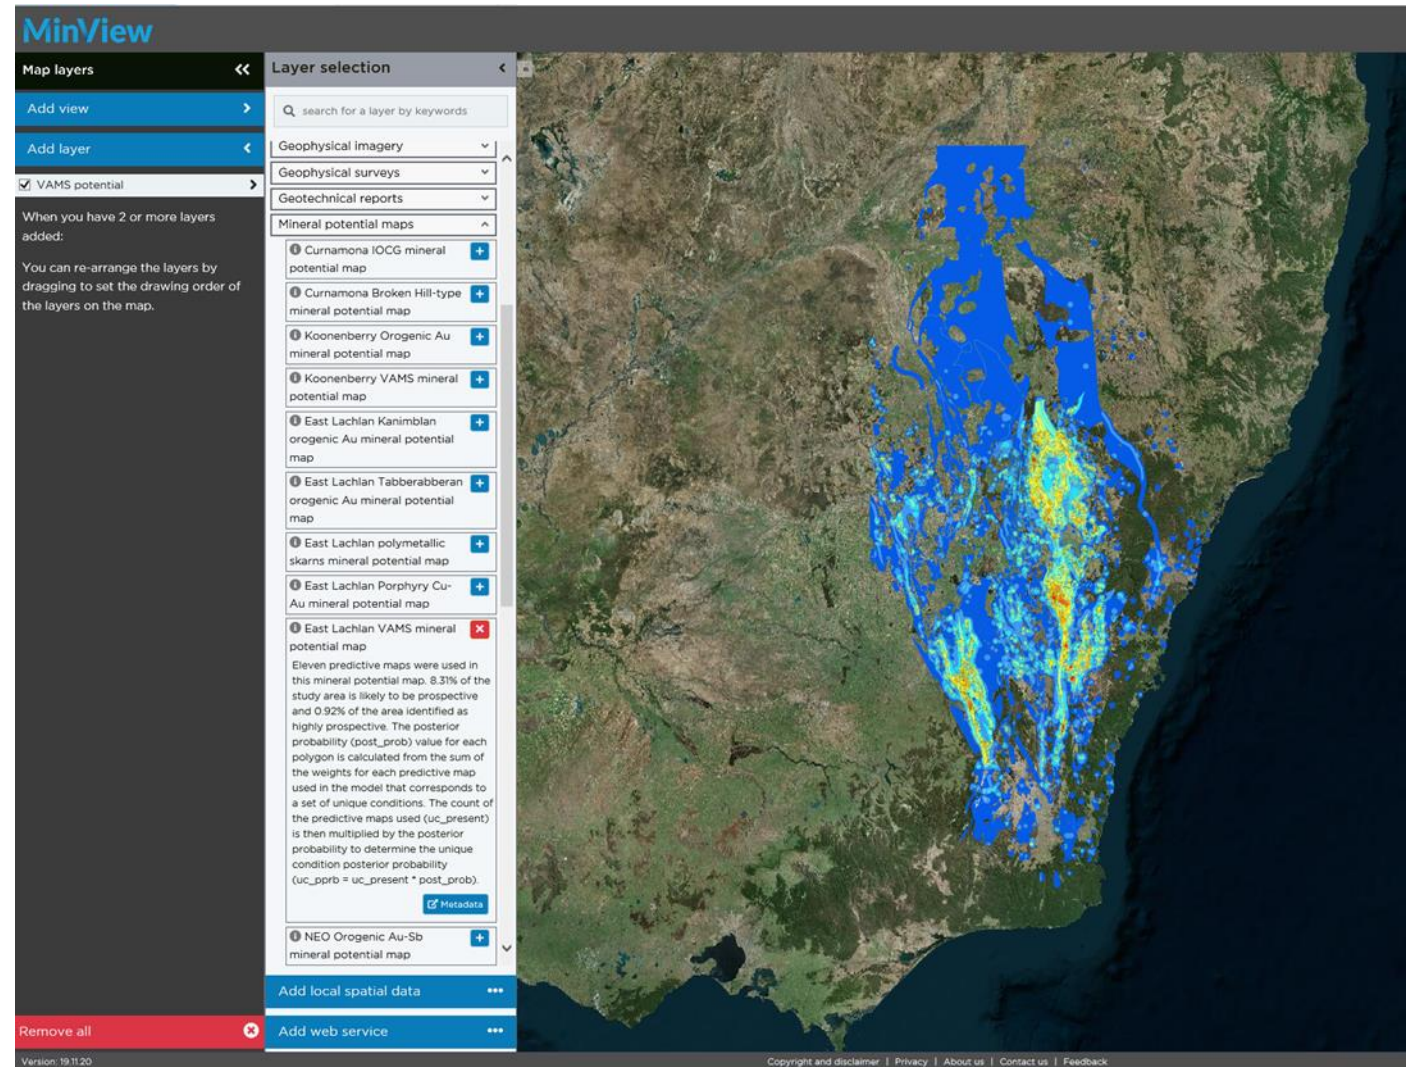 MinView
Map layers
Add view
Add layer
VAMS potential
When you have 2 or more layers
added:
You can re-arrange the layers by
dragging to set the drawing order of
the layers on the map.
Remove all
Version: 19.11.20
Layer selection
search for a layer by keywords
Geophysical imagery
Geophysical surveys
Geotechnical reports
Mineral potential maps
Curnamona IOCG mineral
potential map
Curnamona Broken Hill-type
mineral potential map
Koonenberry Orogenic Au
mineral potential map
Koonenberry VAMS mineral
potential map
East Lachlan Kanimblan
orogenic Au mineral potential
map
East Lachlan Tabberabberan
orogenic Au mineral potential
map
East Lachlan polymetallic
skarns mineral potential map
East Lachlan Porphyry Cu-
Au mineral potential map
East Lachlan VAMS mineral
potential map
Eleven predictive maps were used in
this mineral potential map. 8.31% of the
study area is likely to be prospective
and 0.92% of the area identified as
highly prospective. The posterior
probability (post_prob) value for each
polygon is calculated from the sum of
the weights for each predictive map
used in the model that corresponds to
a set of unique conditions. The count of
the predictive maps used (uc_present)
is then multiplied by the posterior
probability to determine the unique
condition posterior probability
(uc_pprb = uc_present * post_prob).
Metadata
NEO Orogenic Au-Sb
mineral potential map
Add local spatial data
Add web service
Copyright and disclaimer | Privacy | About us | Contact us | Feedback